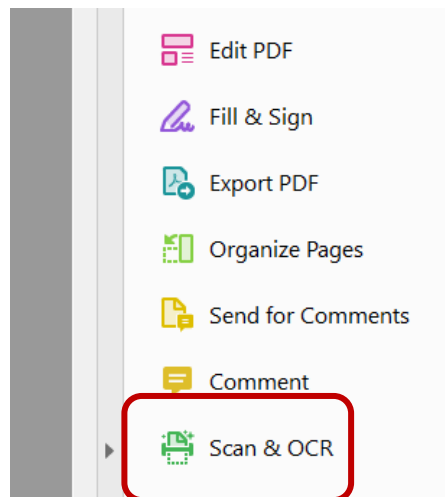 Edit PDF
Fill & Sign
Export PDF
Organize Pages
Send for Comments
Comment
Scan & OCR